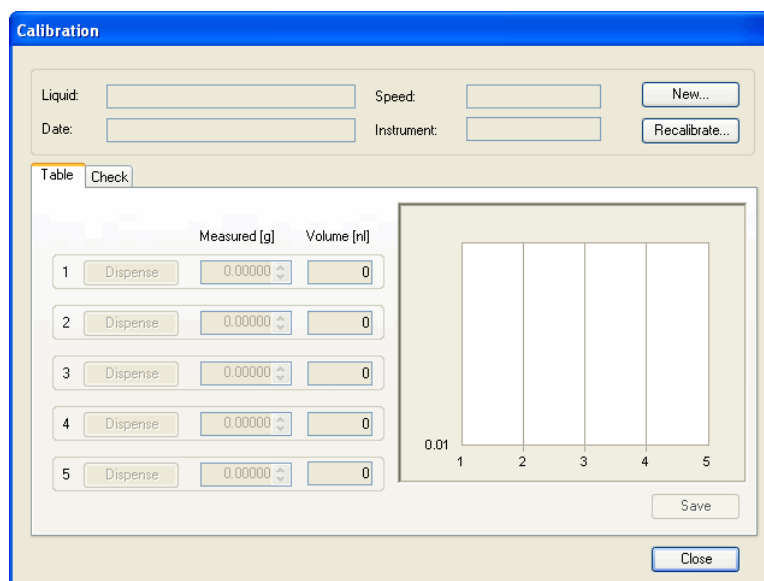 Calibration
Liquid: Speed: New...
Date: Instrument: Recalibrate...
Table Check
Measured [g] Volume [nl]
1 Dispense 0.00000 0
2 Dispense 0.00000 0
3 Dispense 0.00000 0
4 Dispense 0.00000 0
5 Dispense 0.00000 0
0.01
1 2 3 4 5
Save
Close